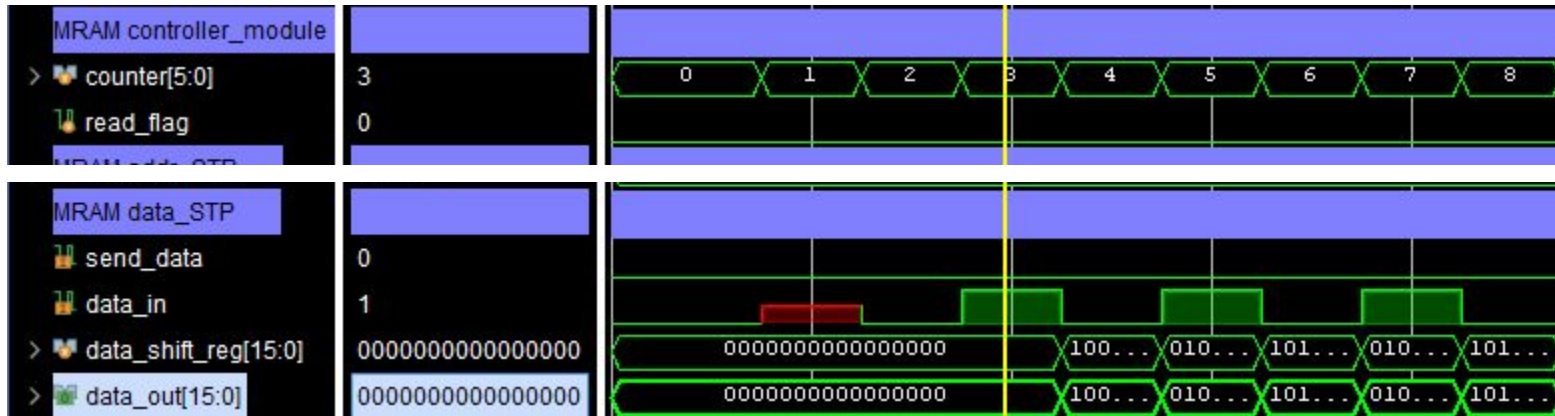 MRAM controller_module
counter[5:0] 3 0 1 2 3 4 5 6 7 8
read_flag 0
MRAM data_STP
send_data 0
data_in 1
data_shift_reg[15:0] 0000000000000000 0000000000000000 100... 010... 101... 010... 101...
data_out[15:0] 0000000000000000 0000000000000000 100... 010... 101... 010... 101...